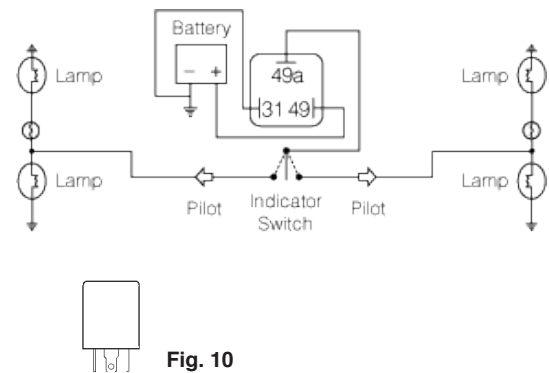 Battery
− +
49a
31 49
Lamp
Lamp
Lamp
Lamp
Pilot
Indicator
Switch
Pilot
Fig. 10